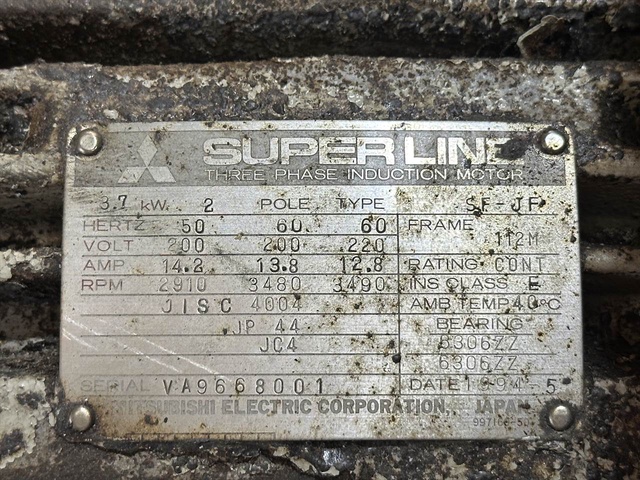 SUPER LINE
THREE PHASE INDUCTION MOTOR
3.7 kW 2 POLE TYPE SF-JF
HERTZ 50 60 60 FRAME
VOLT 200 200 220 112M
AMP 14.2 13.8 12.8 RATING CONT
RPM 2910 3480 3490 INS CLASS E
JISC 4004 AMB TEMP 40°C
JP 44 BEARING
JC4 6306ZZ
6306ZZ
SERIAL VA9668001 DATE 1994-5
MITSUBISHI ELECTRIC CORPORATION JAPAN